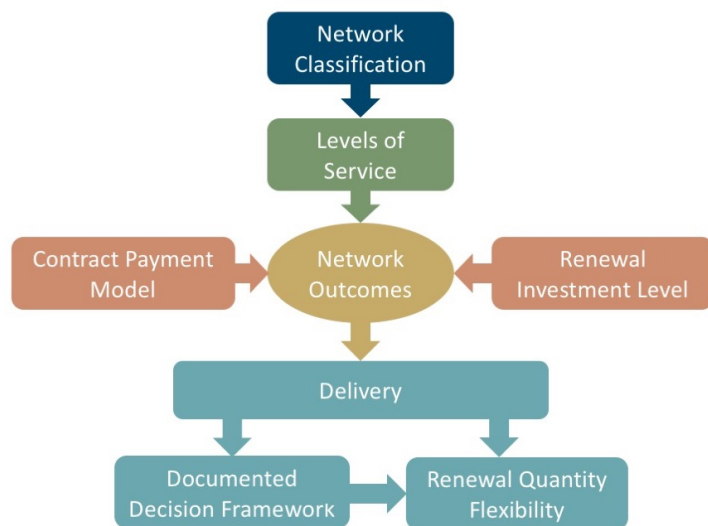 Network
Classification
Levels of
Service
Contract Payment
Model
Network
Outcomes
Renewal
Investment Level
Delivery
Documented
Decision Framework
Renewal Quantity
Flexibility